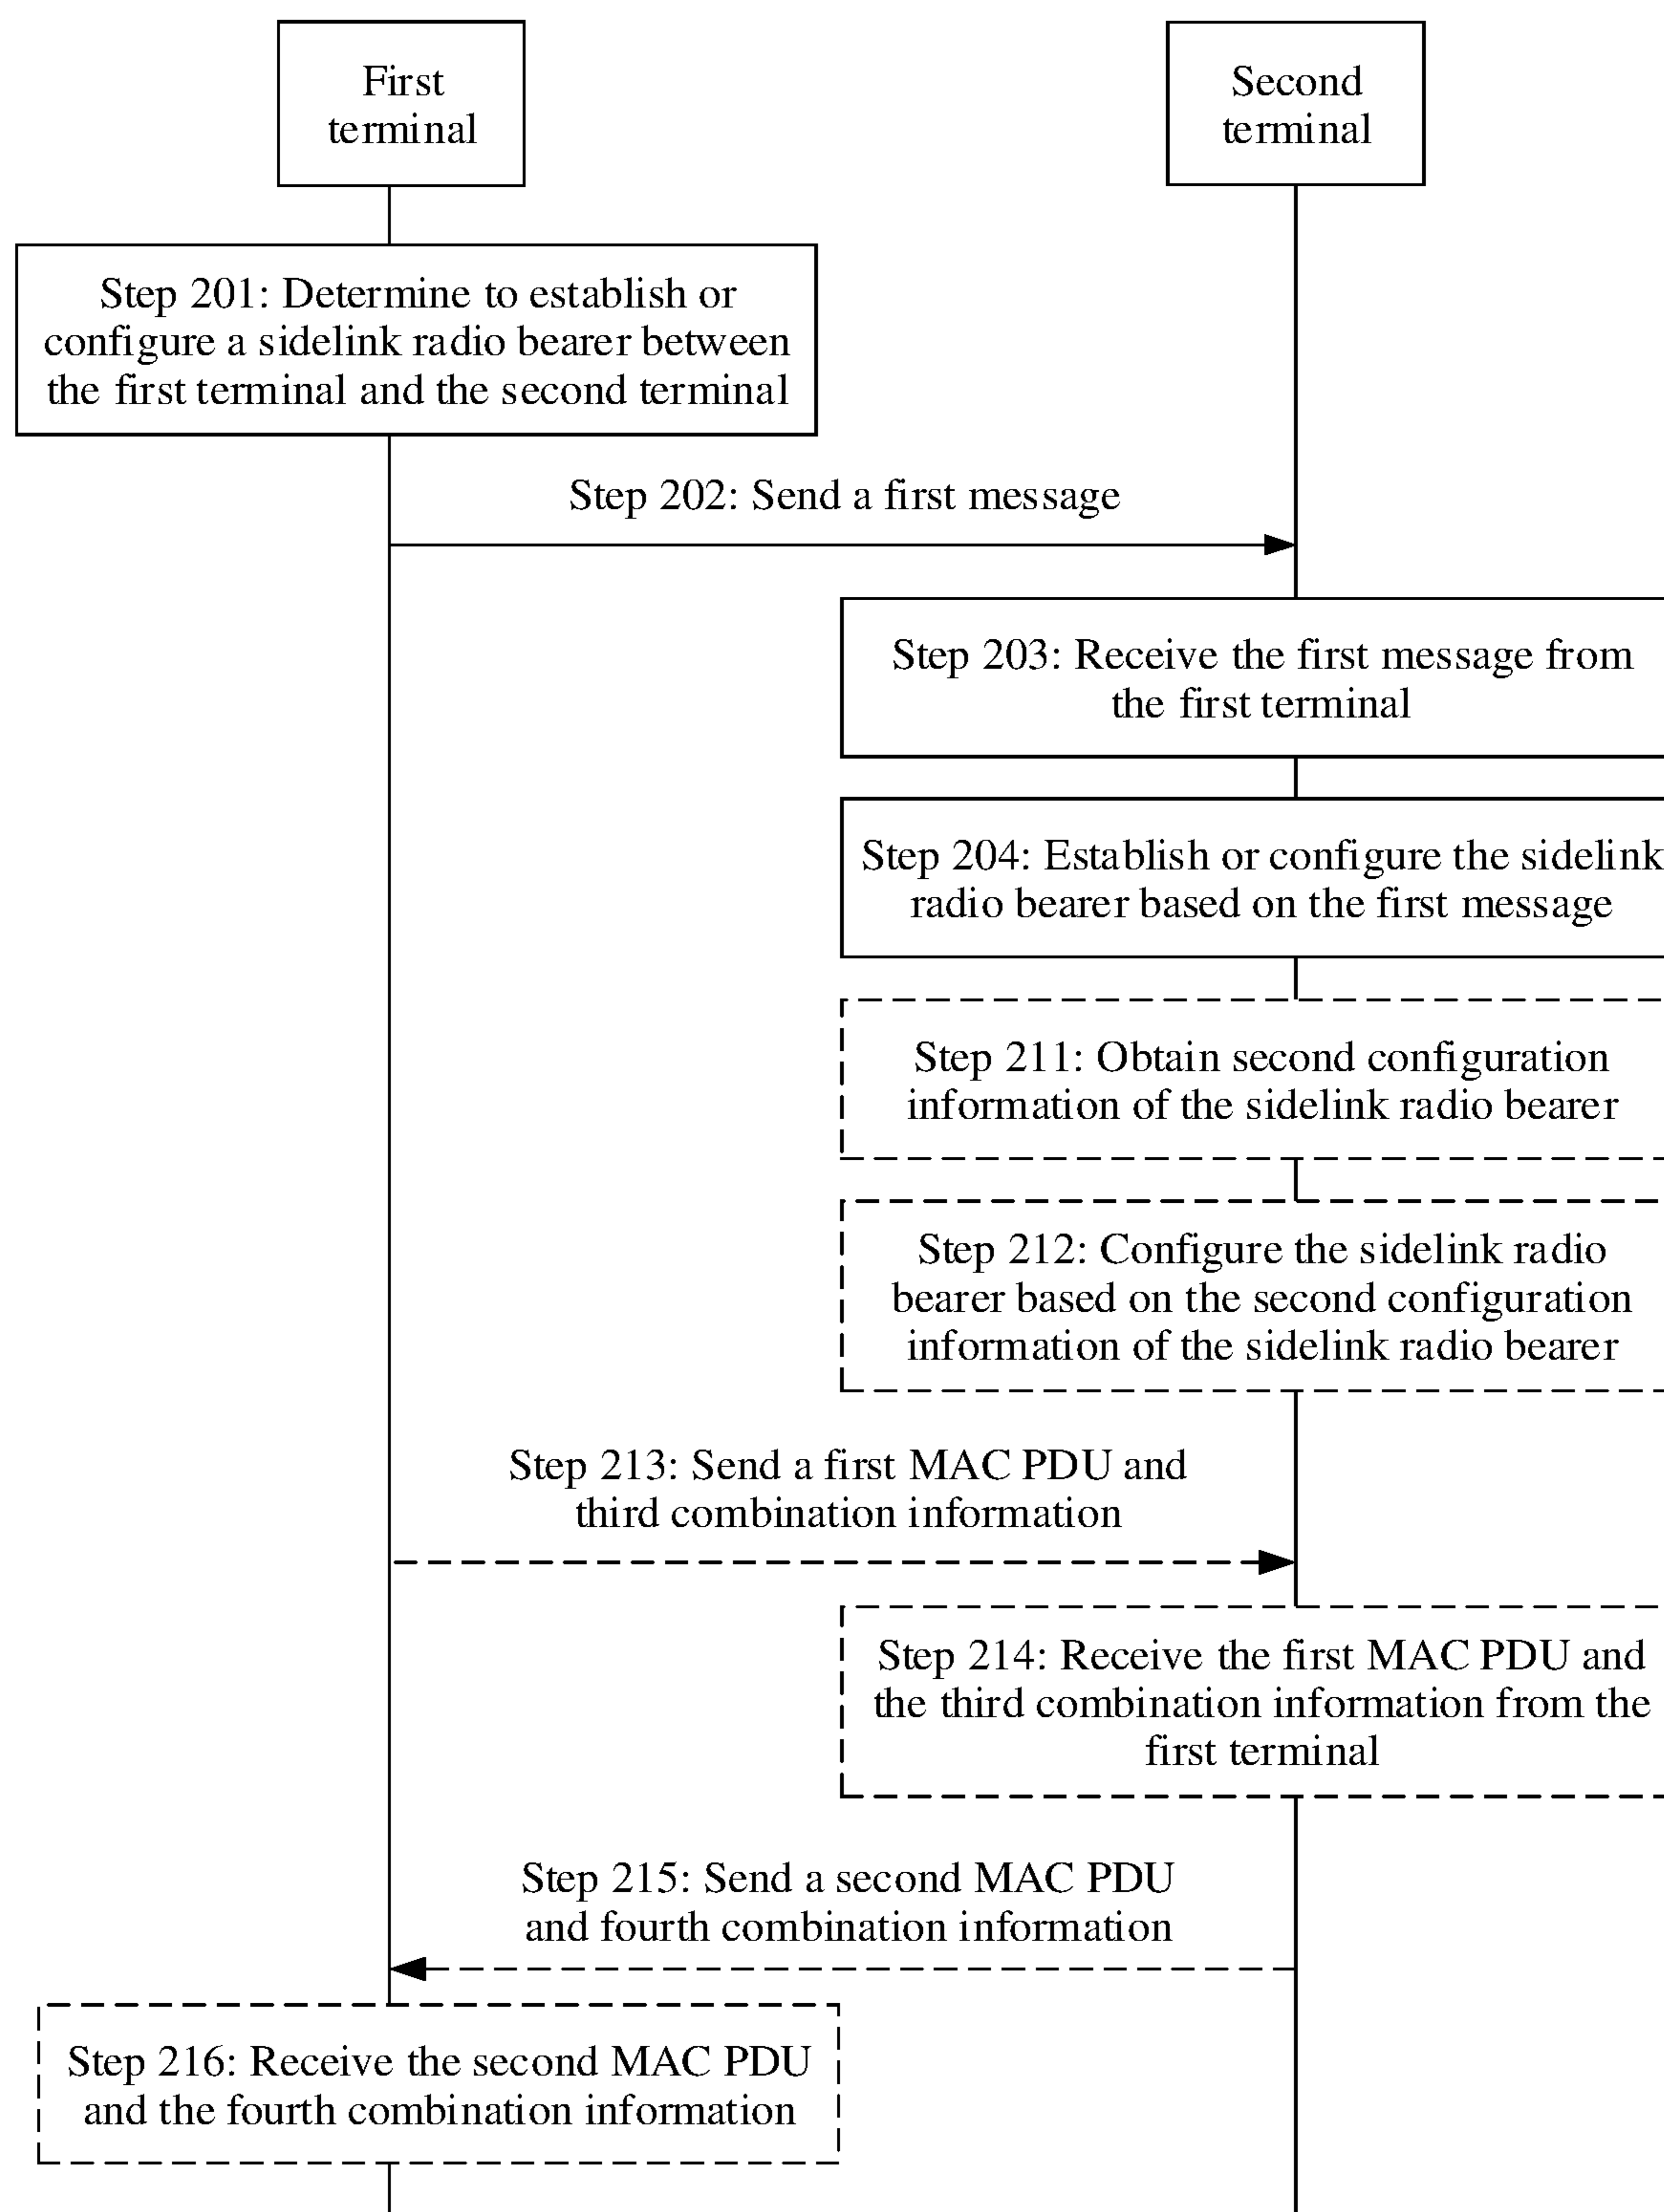 First
terminal
Second
terminal
Step 201: Determine to establish or
configure a sidelink radio bearer between
the first terminal and the second terminal
Step 202: Send a first message
Step 203: Receive the first message from
the first terminal
Step 204: Establish or configure the sidelink
radio bearer based on the first message
Step 211: Obtain second configuration
information of the sidelink radio bearer
Step 212: Configure the sidelink radio
bearer based on the second configuration
information of the sidelink radio bearer
Step 213: Send a first MAC PDU and
third combination information
Step 214: Receive the first MAC PDU and
the third combination information from the
first terminal
Step 215: Send a second MAC PDU
and fourth combination information
Step 216: Receive the second MAC PDU
and the fourth combination information